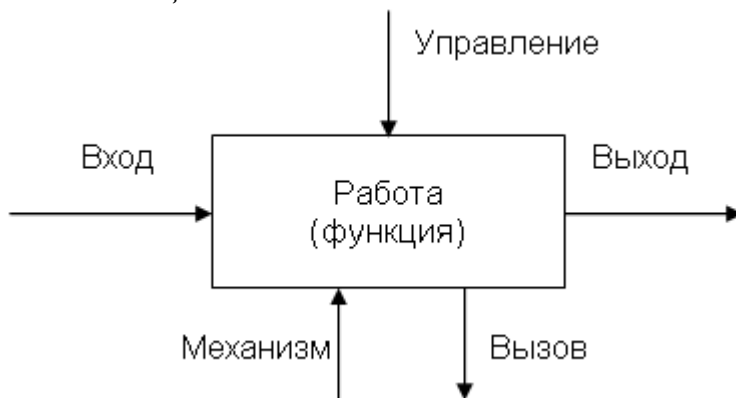 Управление
Вход
Выход
Работа
(функция)
Механизм
Вызов